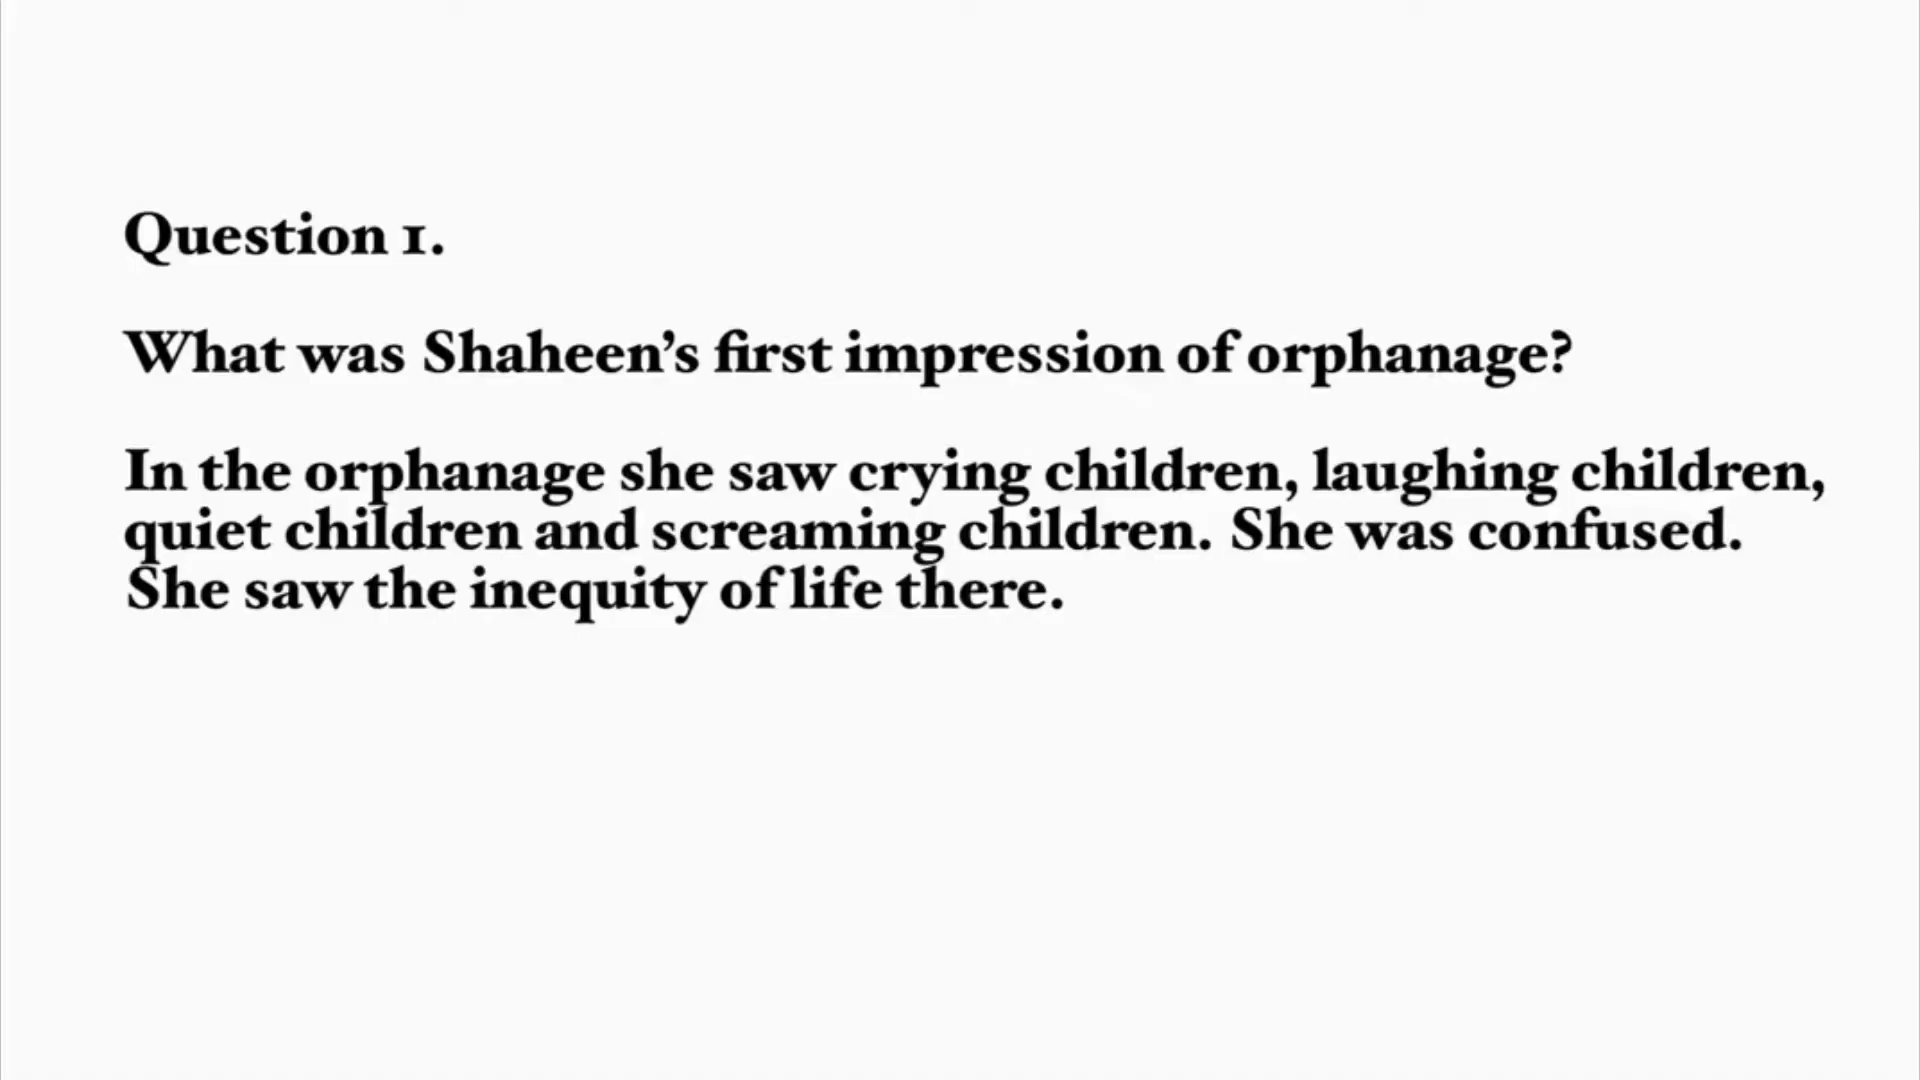 Question 1.
What was Shaheen’s first impression of orphanage?
In the orphanage she saw crying children, laughing children,
quiet children and screaming children. She was confused.
She saw the inequity of life there.